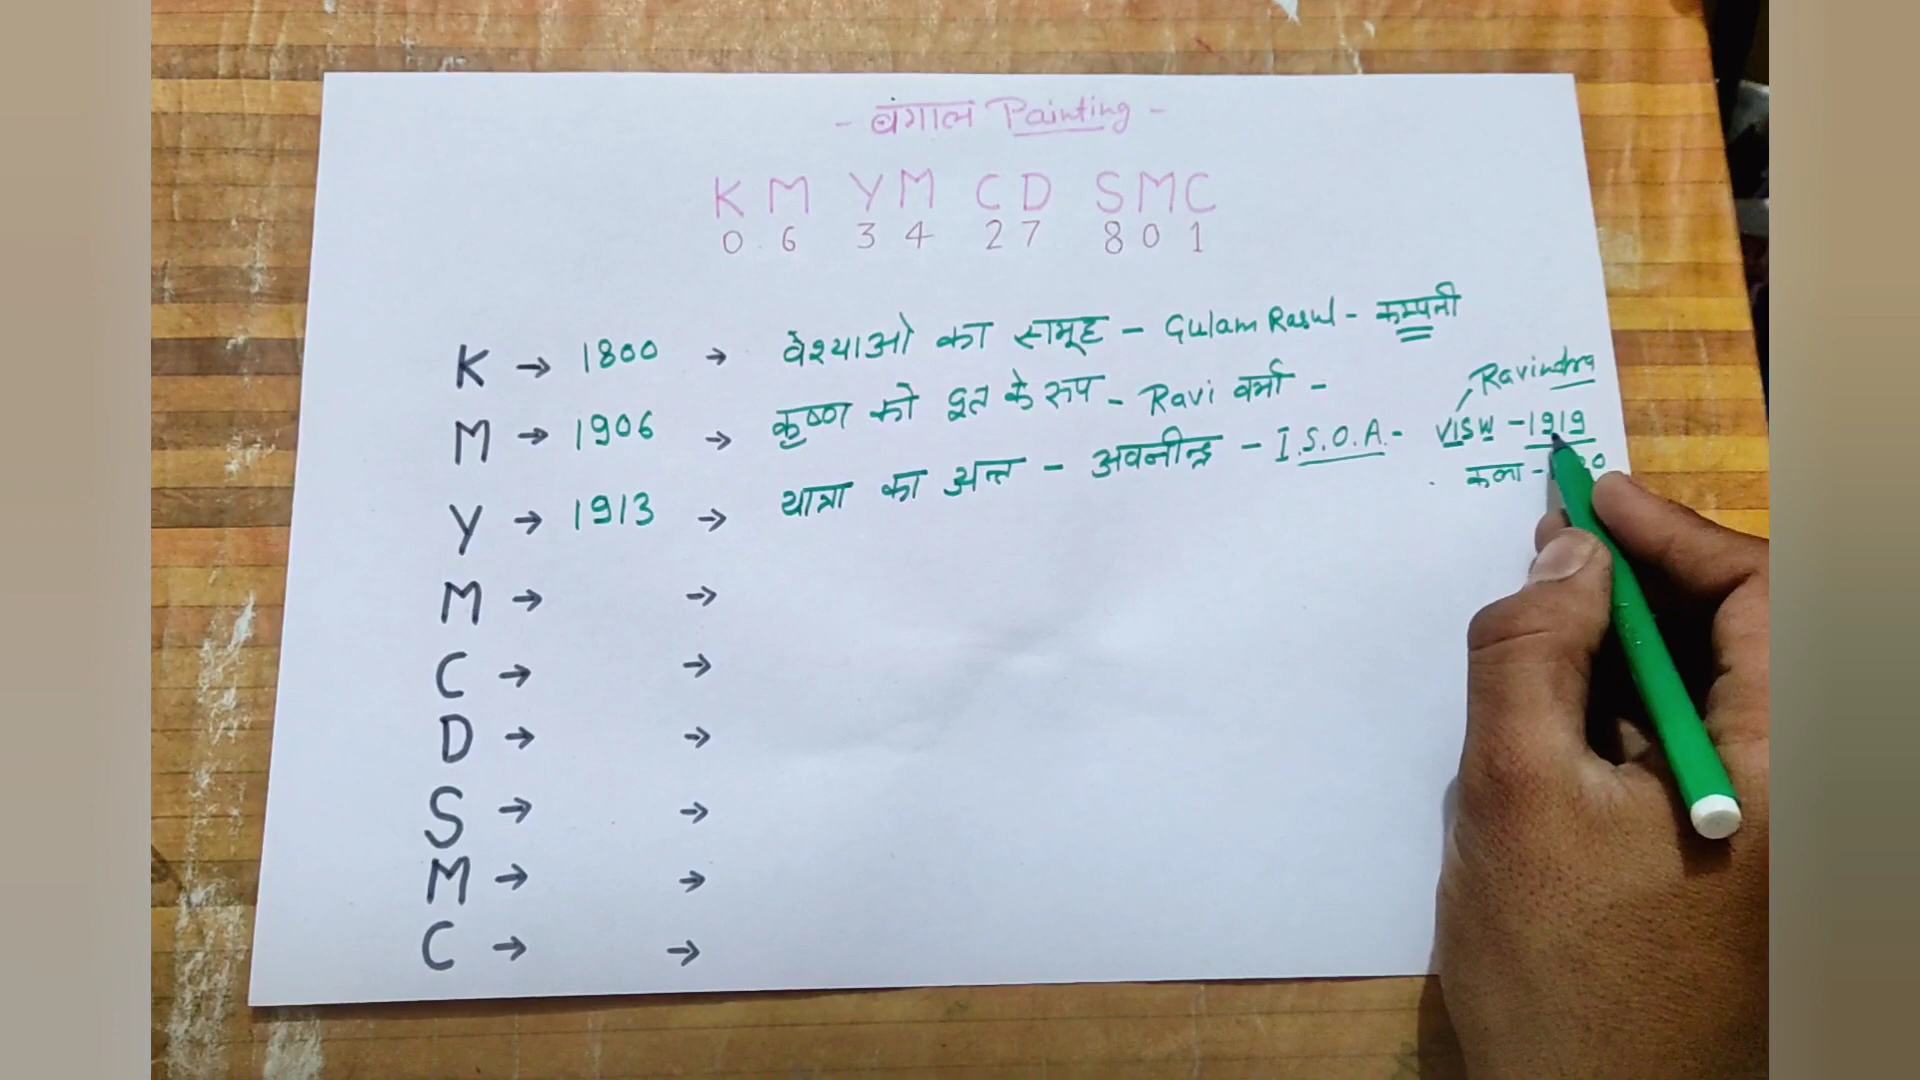 - बंगाल Painting -
K M Y M C D S M C
0 6 3 4 2 7 8 0 1
K → 1800 → वेश्याओ का समूह - Gulam Rasul - कम्पनी
M → 1906 → कृष्ण को दूत के रुप - Ravi वर्मा -
Ravindra
Y → 1913 → यात्रा का अन्त - अवनीन्द्र - I.S.O.A. - VISW - 1919
कला -
M → →
C → →
D → →
S → →
M → →
C → →